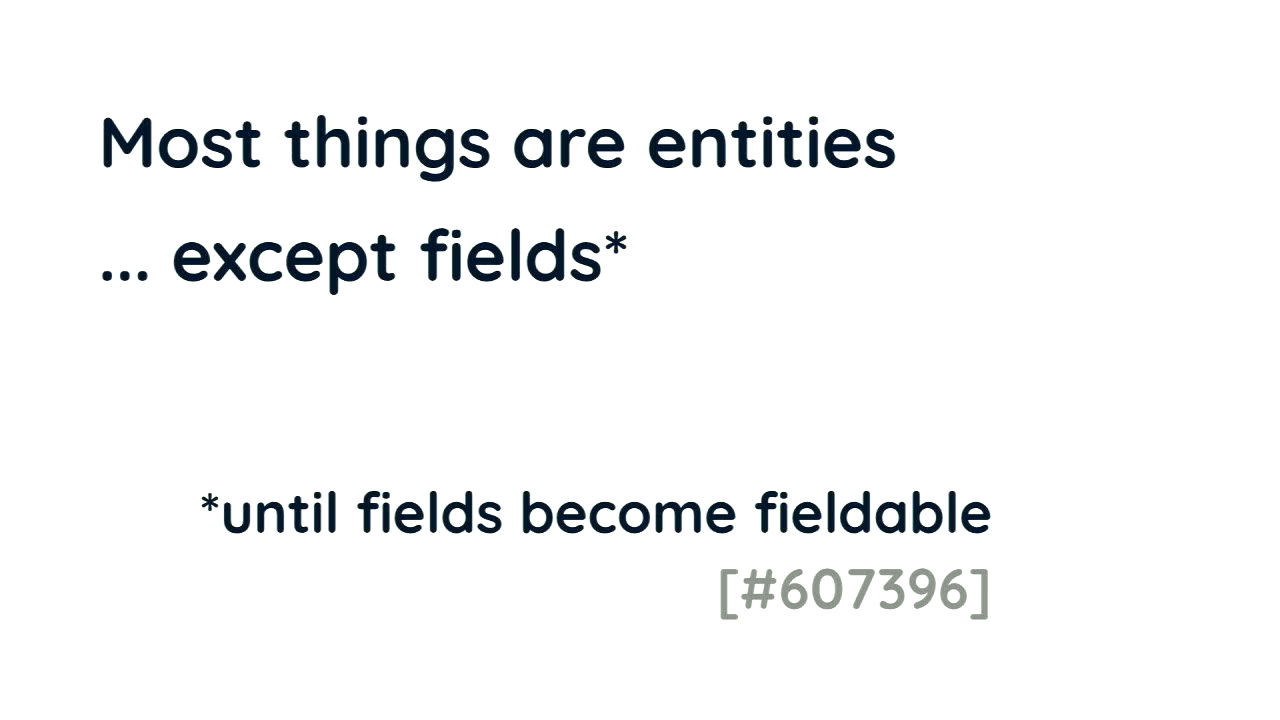 Most things are entities
... except fields*
*until fields become fieldable
[#607396]